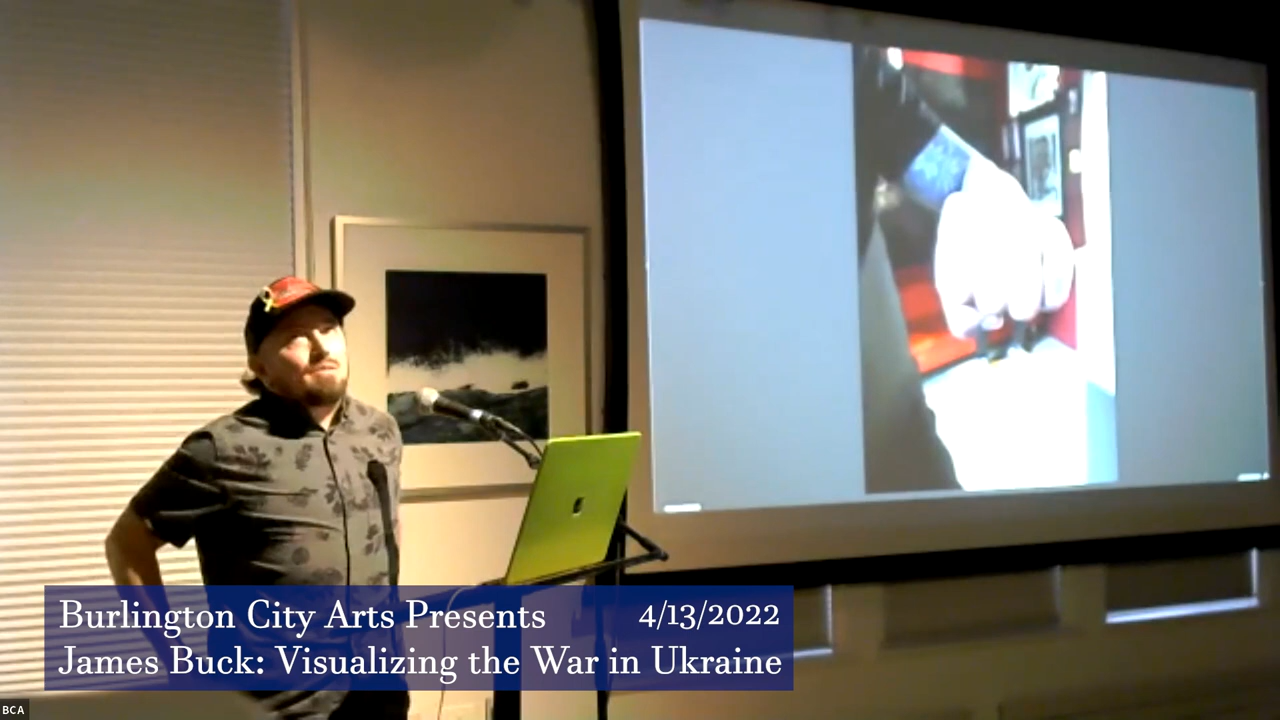 Burlington City Arts Presents 4/13/2022
James Buck: Visualizing the War in Ukraine
BCA